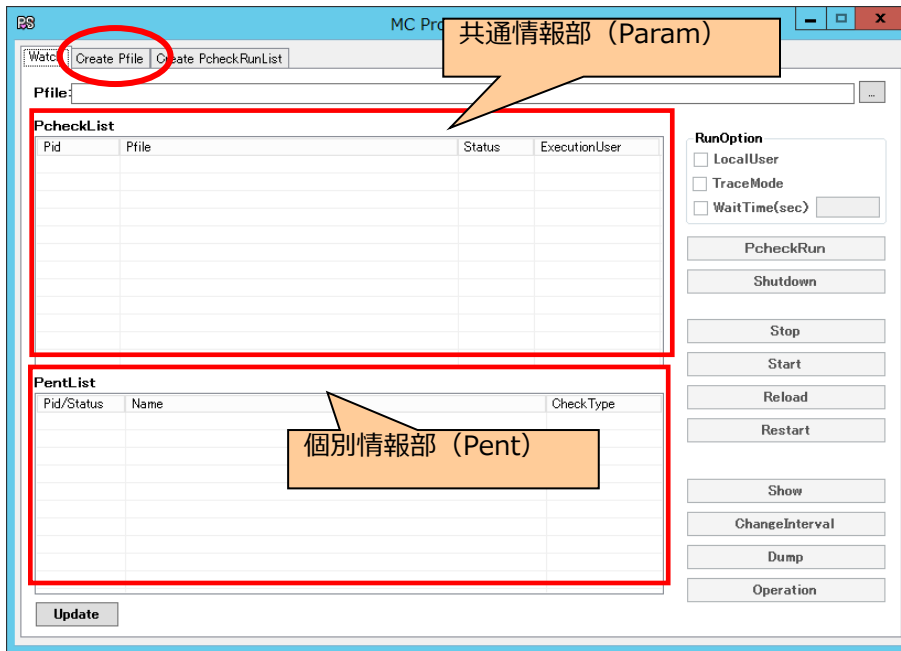 PS
MC Pro
共通情報部（Param）
Watch Create Pfile Create PcheckRunList
Pfile: ...
PcheckList
Pid Pfile Status ExecutionUser
RunOption
LocalUser
TraceMode
WaitTime(sec)
PcheckRun
Shutdown
Stop
Start
Reload
Restart
PentList
Pid/Status Name CheckType
個別情報部（Pent）
Show
ChangeInterval
Dump
Operation
Update